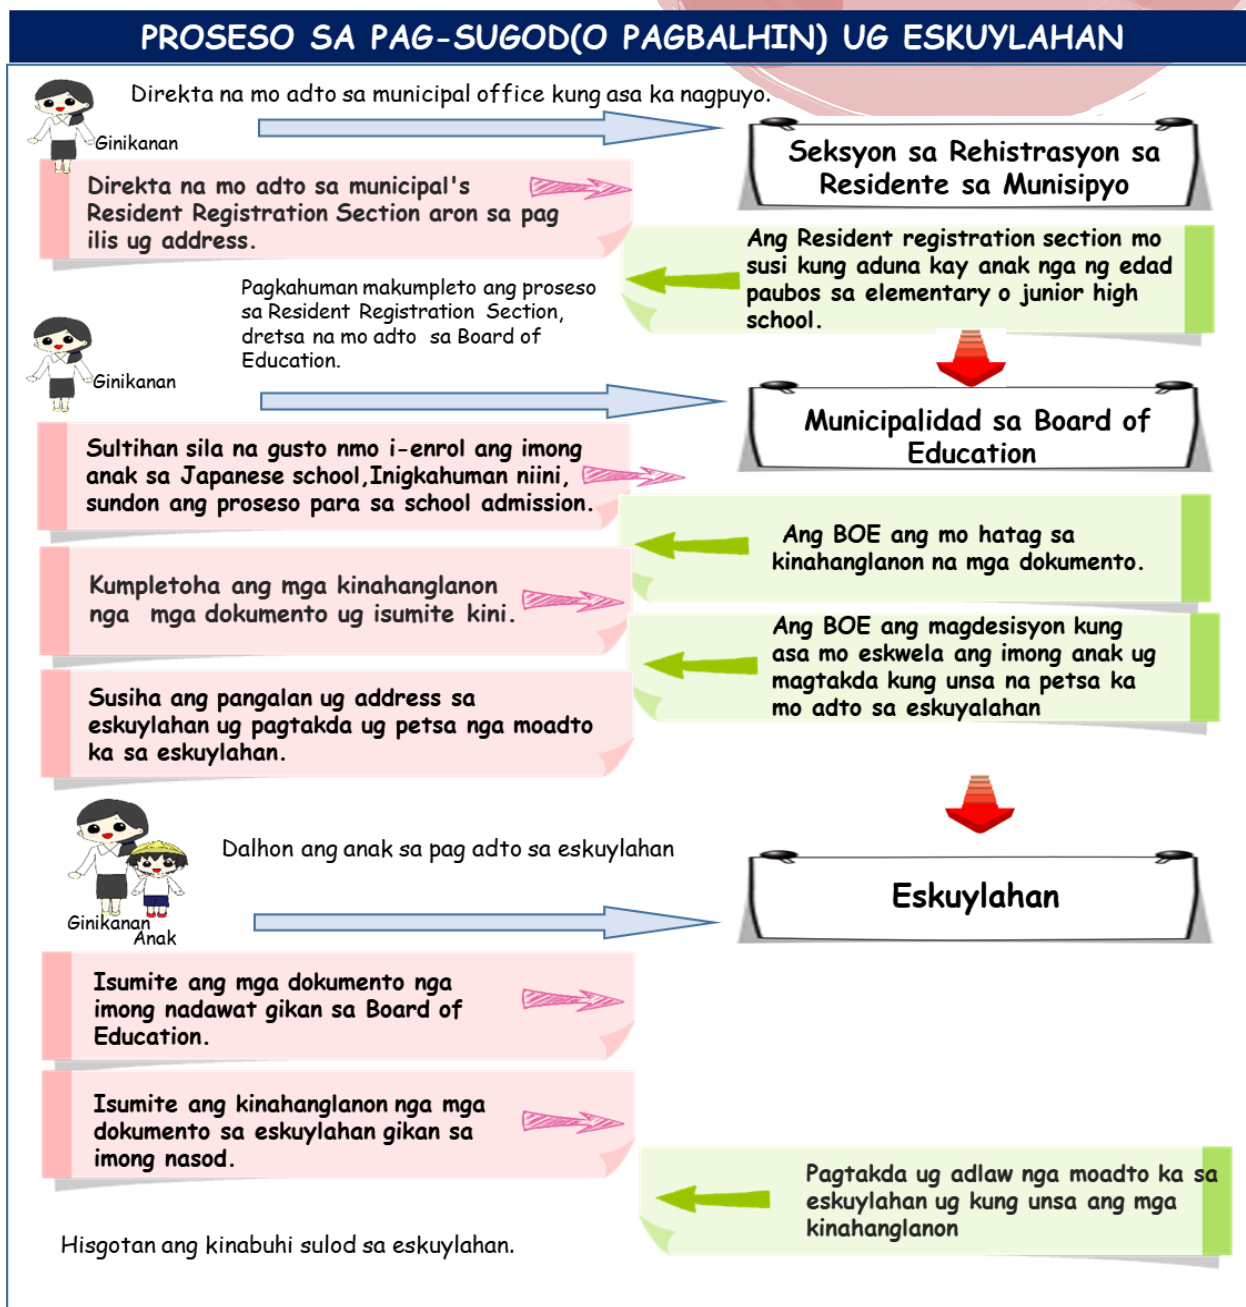 PROSESO SA PAG-SUGOD(O PAGBALHIN) UG ESKUYLAHAN
Direkta na mo adto sa municipal office kung asa ka nagpuyo.
Ginikanan
Seksyon sa Rehistrasyon sa
Residente sa Munisipyo
Direkta na mo adto sa municipal's
Resident Registration Section aron sa pag
ilis ug address.
Ang Resident registration section mo
susi kung aduna kay anak nga ng edad
paubos sa elementary o junior high
school.
Pagkahuman makumpleto ang proseso
sa Resident Registration Section,
dretsa na mo adto sa Board of
Education.
Ginikanan
Municipalidad sa Board of
Education
Sultihan sila na gusto nmo i-enrol ang imong
anak sa Japanese school,Inigkahuman niini,
sundon ang proseso para sa school admission.
Ang BOE ang mo hatag sa
kinahanglanon na mga dokumento.
Kumpletoha ang mga kinahanglanon
nga mga dokumento ug isumite kini.
Ang BOE ang magdesisyon kung
asa mo eskwela ang imong anak ug
magtakda kung unsa na petsa ka
mo adto sa eskuyalahan
Susiha ang pangalan ug address sa
eskuylahan ug pagtakda ug petsa nga moadto
ka sa eskuylahan.
Dalhon ang anak sa pag adto sa eskuylahan
Ginikanan
Anak
Eskuylahan
Isumite ang mga dokumento nga
imong nadawat gikan sa Board of
Education.
Isumite ang kinahanglanon nga mga
dokumento sa eskuylahan gikan sa
imong nasod.
Pagtakda ug adlaw nga moadto ka sa
eskuylahan ug kung unsa ang mga
kinahanglanon
Hisgotan ang kinabuhi sulod sa eskuylahan.